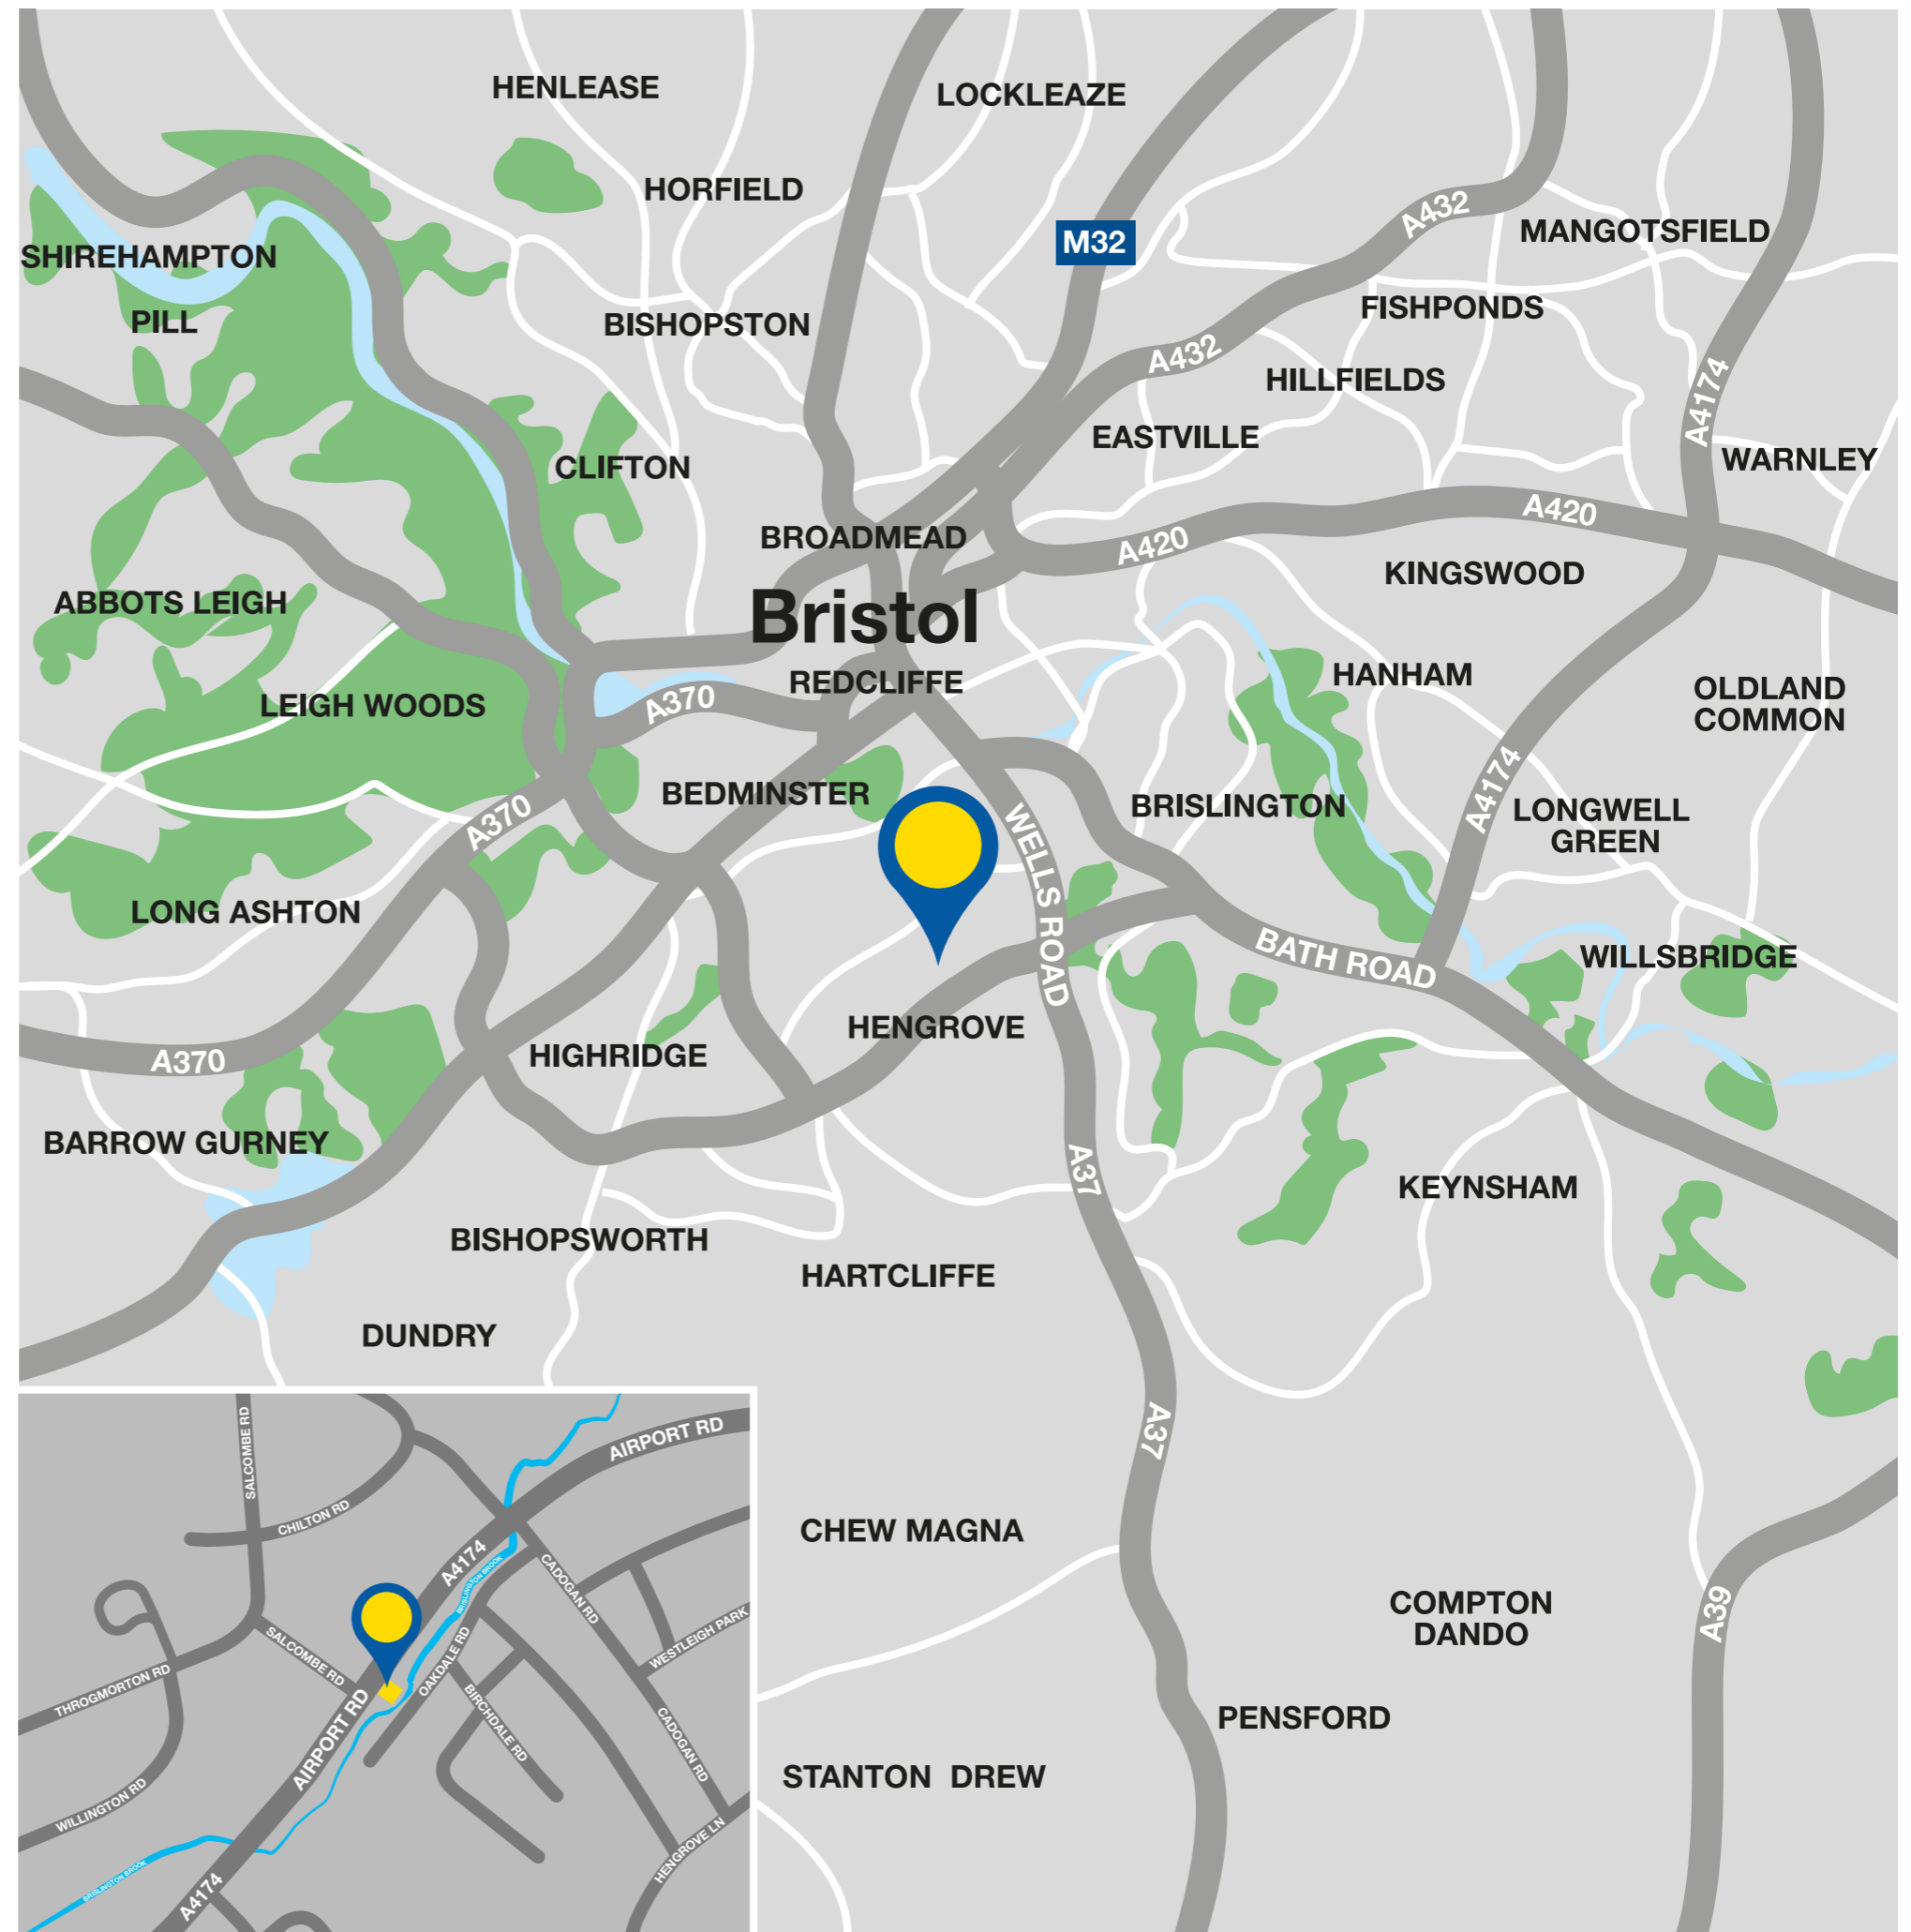 HENLEASE
LOCKLEAZE
HORFIELD
M32
A432
MANGOTSFIELD
SHIREHAMPTON
PILL
BISHOPSTON
FISHPONDS
A432
HILLFIELDS
A4174
EASTVILLE
WARNLEY
CLIFTON
A420
BROADMEAD
A420
KINGSWOOD
ABBOTS LEIGH
Bristol
HANHAM
REDCLIFFE
OLDLAND
COMMON
LEIGH WOODS
A370
A4174
BEDMINSTER
BRISLINGTON
LONGWELL
GREEN
A370
WELLS ROAD
LONG ASHTON
BATH ROAD
WILLSBRIDGE
HENGROVE
HIGHRIDGE
A370
BARROW GURNEY
A37
KEYNSHAM
BISHOPSWORTH
HARTCLIFFE
DUNDRY
A37
CHEW MAGNA
COMPTON
DANDO
A39
PENSFORD
STANTON DREW
SALCOMBE RD
AIRPORT RD
CHILTON RD
A4174
BRISLINGTON BROOK
CADOGAN RD
WESTLEIGH PARK
SALCOMBE RD
OAKDALE RD
THROGMORTON RD
BIRCHDALE RD
AIRPORT RD
CADOGAN RD
WILLINGTON RD
HENGROVE LN
BRISLINGTON BROOK
A4174